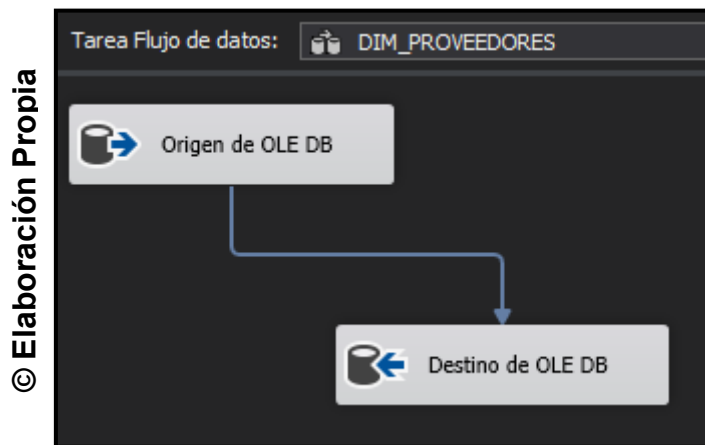 © Elaboración Propia
Tarea Flujo de datos: DIM_PROVEEDORES
Origen de OLE DB
Destino de OLE DB